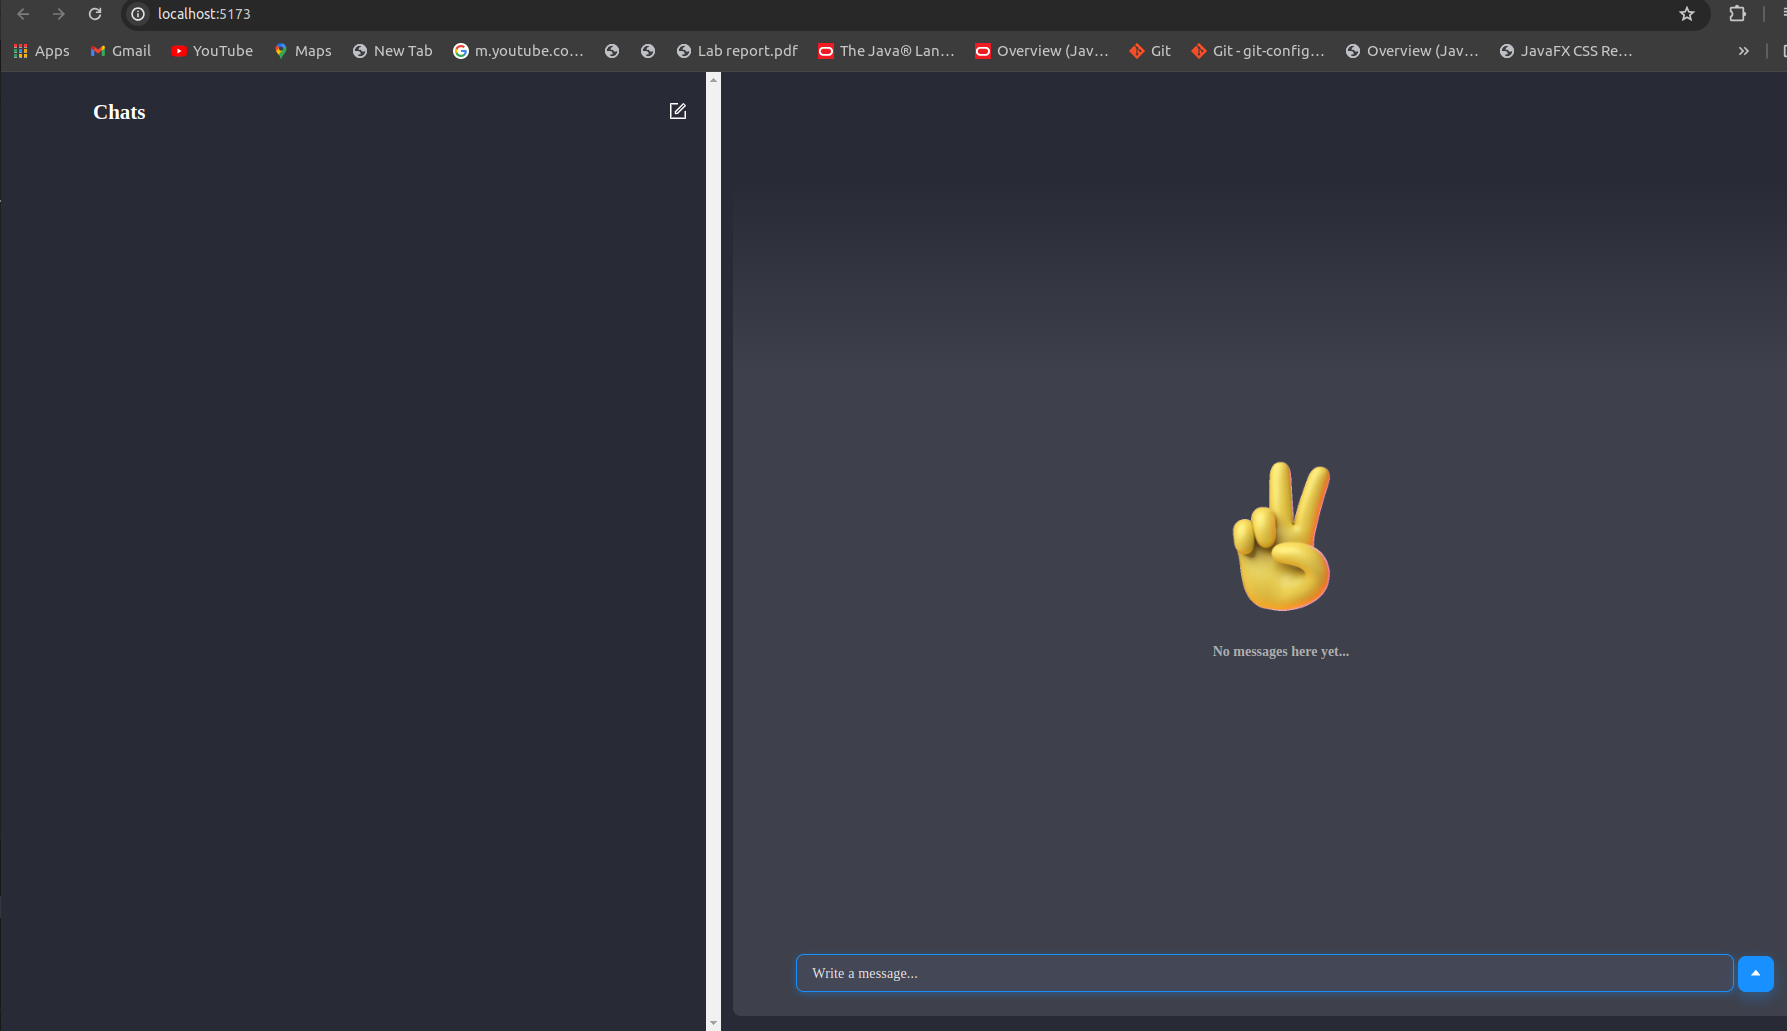 localhost:5173
Apps Gmail YouTube Maps New Tab m.youtube.co... Lab report.pdf The Java® Lan... Overview (Jav... Git Git - git-config... Overview (Jav... JavaFX CSS Re... »
Chats
No messages here yet...
Write a message...